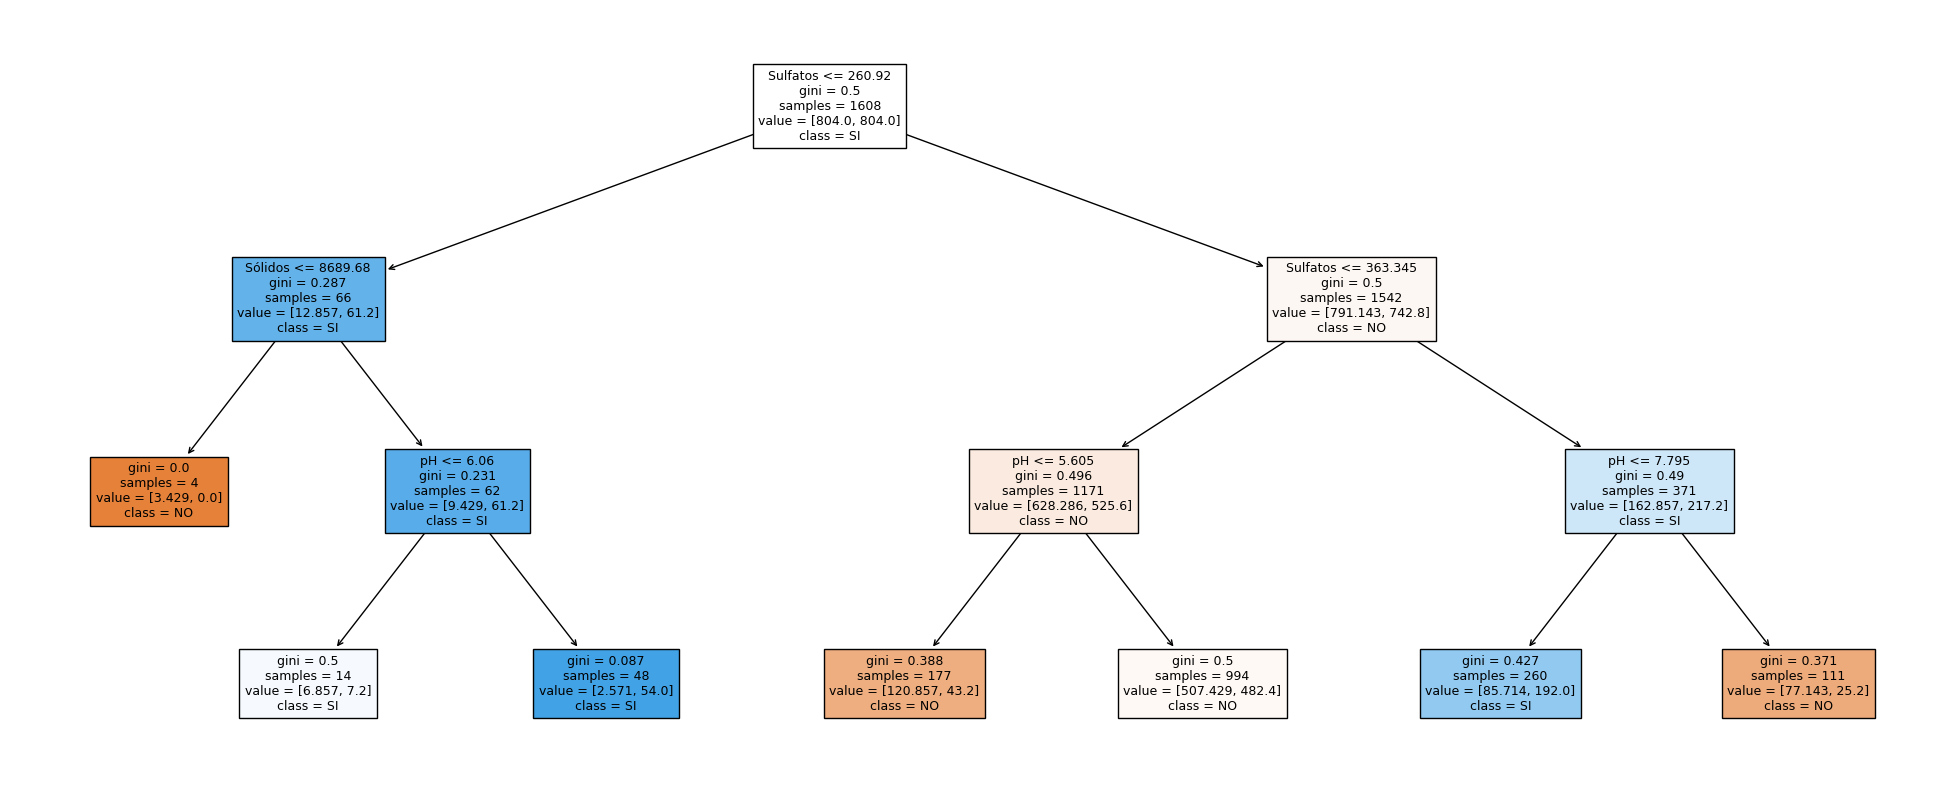 Sulfatos <= 260.92
gini = 0.5
samples = 1608
value = [804.0, 804.0]
class = SI
Sólidos <= 8689.68
gini = 0.287
samples = 66
value = [12.857, 61.2]
class = SI
Sulfatos <= 363.345
gini = 0.5
samples = 1542
value = [791.143, 742.8]
class = NO
gini = 0.0
samples = 4
value = [3.429, 0.0]
class = NO
pH <= 6.06
gini = 0.231
samples = 62
value = [9.429, 61.2]
class = SI
pH <= 5.605
gini = 0.496
samples = 1171
value = [628.286, 525.6]
class = NO
pH <= 7.795
gini = 0.49
samples = 371
value = [162.857, 217.2]
class = SI
gini = 0.5
samples = 14
value = [6.857, 7.2]
class = SI
gini = 0.087
samples = 48
value = [2.571, 54.0]
class = SI
gini = 0.388
samples = 177
value = [120.857, 43.2]
class = NO
gini = 0.5
samples = 994
value = [507.429, 482.4]
class = NO
gini = 0.427
samples = 260
value = [85.714, 192.0]
class = SI
gini = 0.371
samples = 111
value = [77.143, 25.2]
class = NO